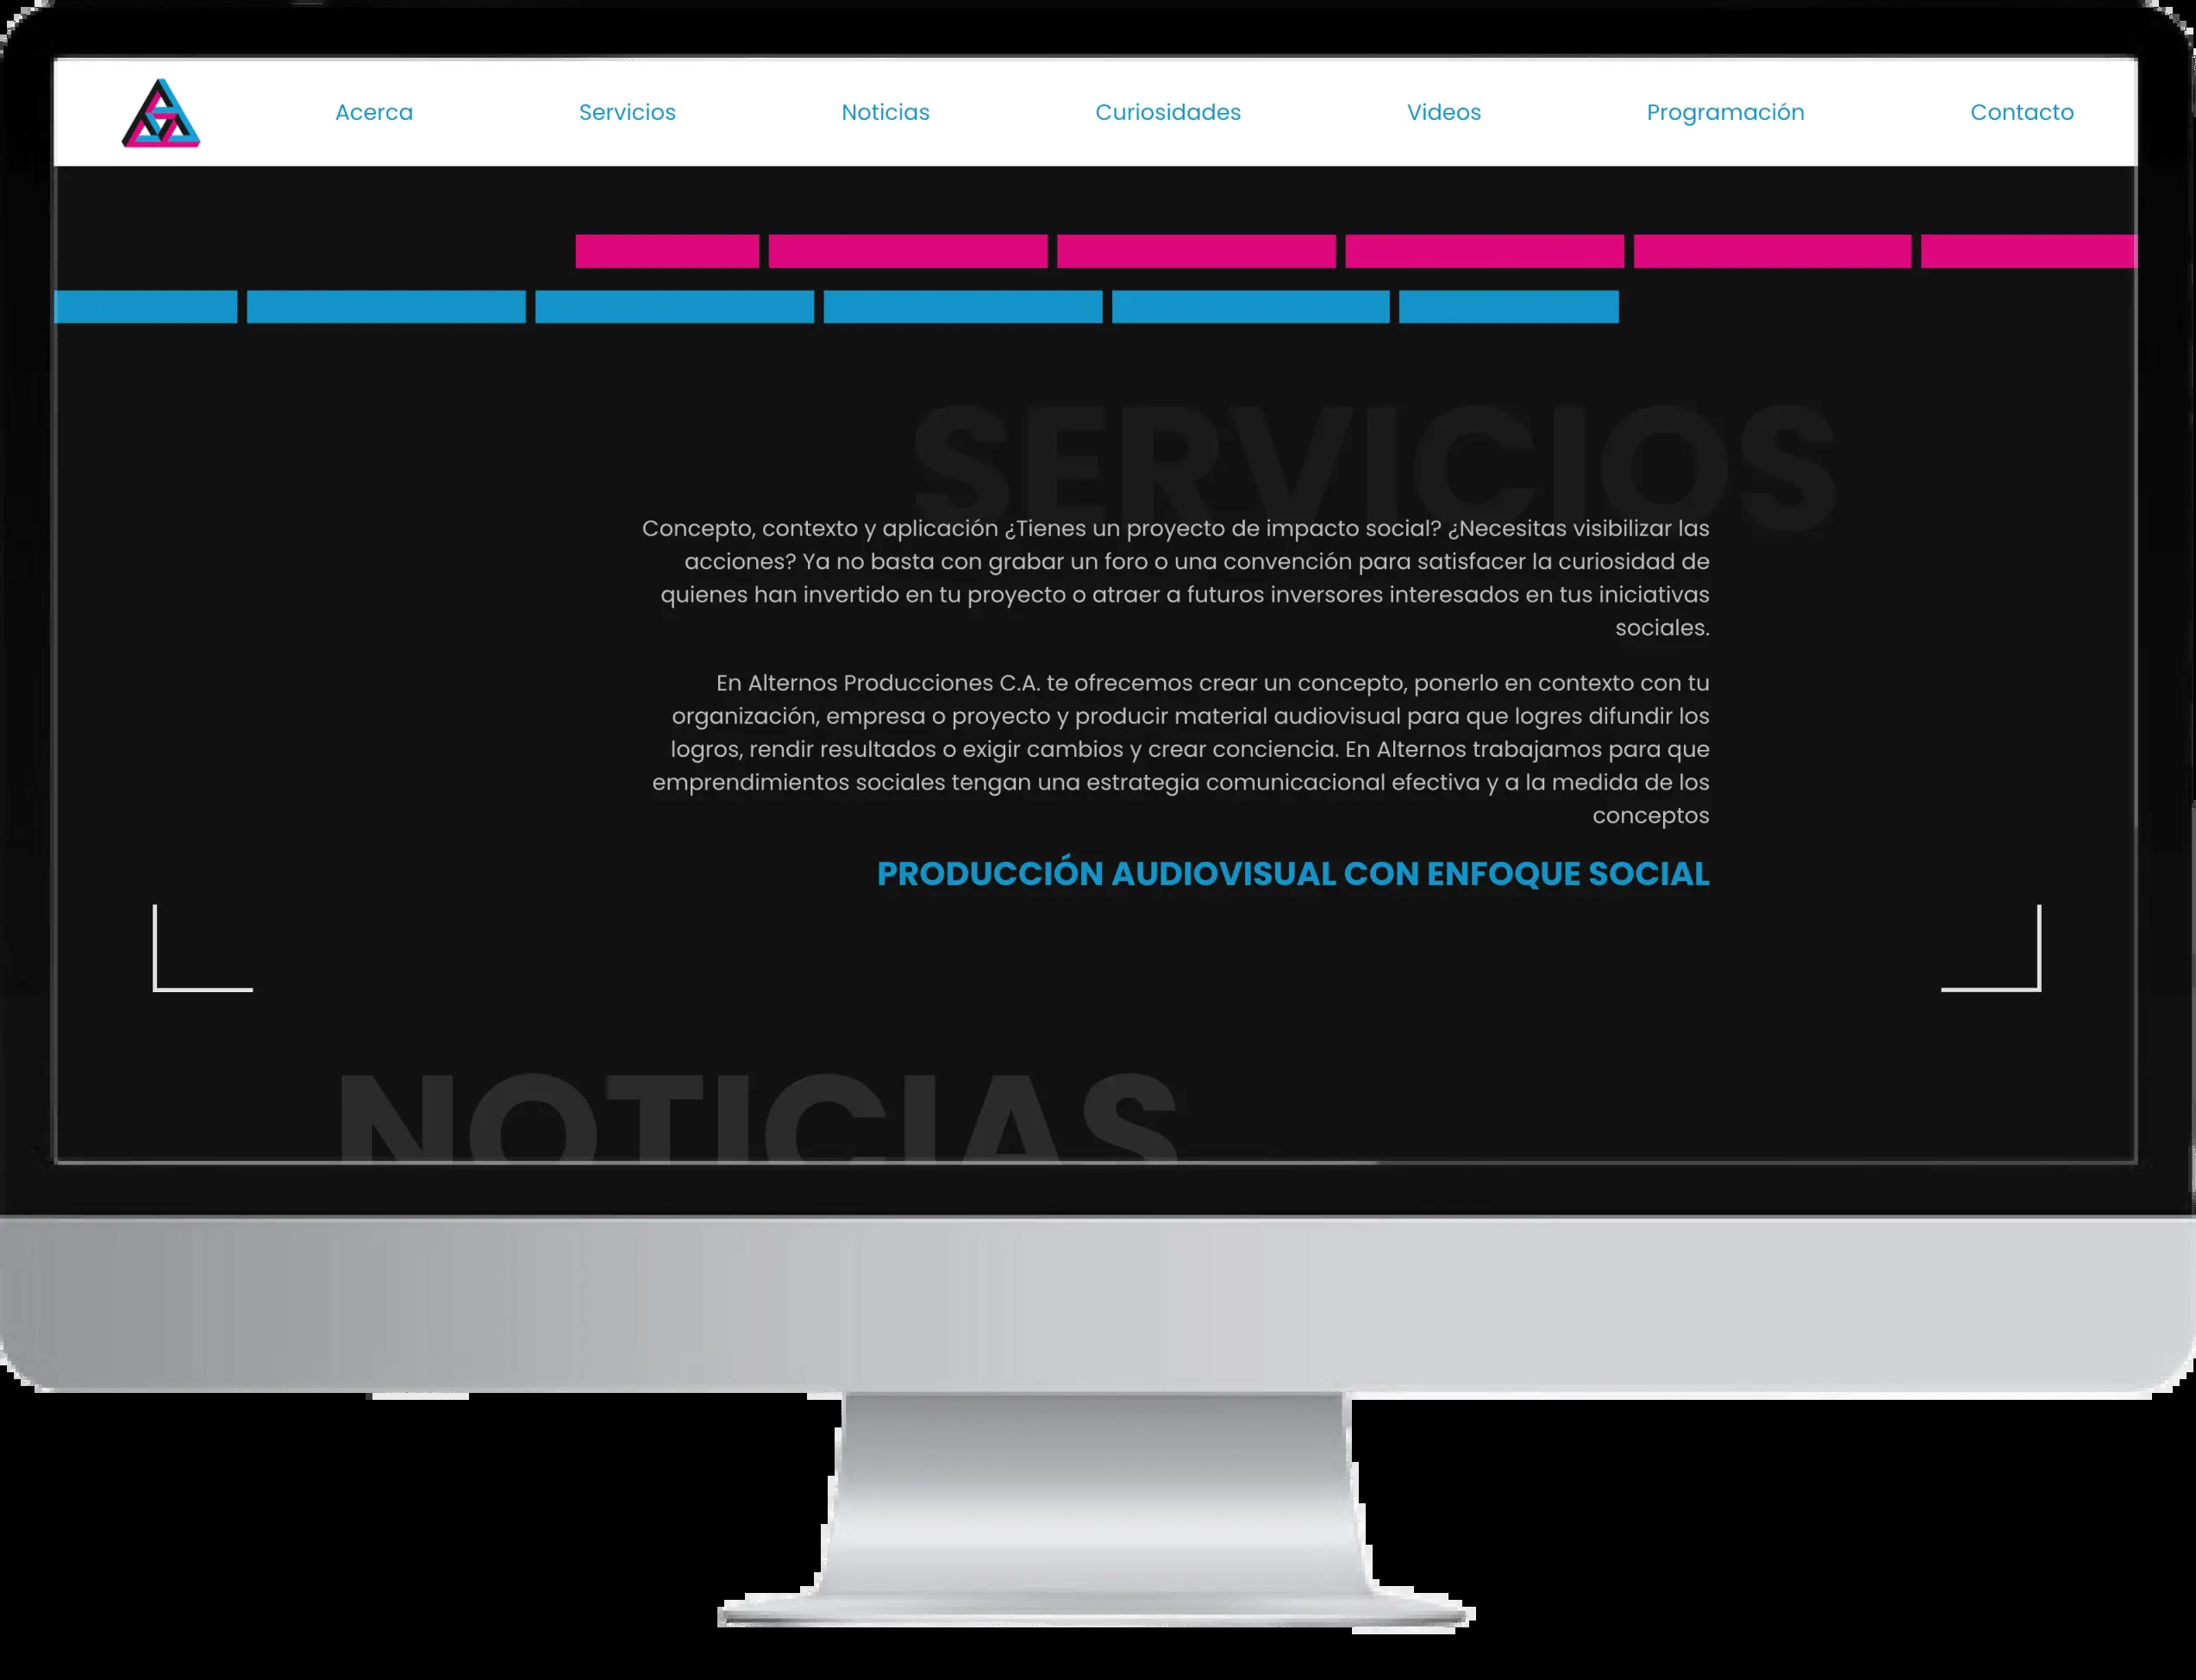 Acerca
Servicios
Noticias
Curiosidades
Videos
Programación
Contacto
SERVICIOS
Concepto, contexto y aplicación ¿Tienes un proyecto de impacto social? ¿Necesitas visibilizar las
acciones? Ya no basta con grabar un foro o una convención para satisfacer la curiosidad de
quienes han invertido en tu proyecto o atraer a futuros inversores interesados en tus iniciativas
sociales.
En Alternos Producciones C.A. te ofrecemos crear un concepto, ponerlo en contexto con tu
organización, empresa o proyecto y producir material audiovisual para que logres difundir los
logros, rendir resultados o exigir cambios y crear conciencia. En Alternos trabajamos para que
emprendimientos sociales tengan una estrategia comunicacional efectiva y a la medida de los
conceptos
PRODUCCIÓN AUDIOVISUAL CON ENFOQUE SOCIAL
NOTICIAS